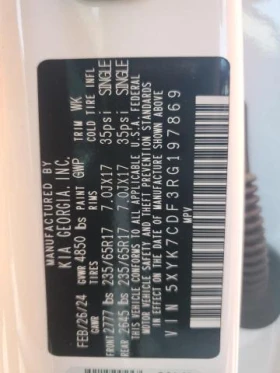 MANUFACTURED BY
KIA GEORGIA, INC.
FEB/26/24 GVWR 4850 lbs PAINT GWP TRIM WK
GAWR TIRES RIMS COLD TIRE INFL
FRONT 2777 lbs 235/65R17 7.0JX17 35psi SINGLE
REAR 2645 lbs 235/65R17 7.0JX17 35psi SINGLE
THIS VEHICLE CONFORMS TO ALL APPLICABLE U.S.A. FEDERAL
MOTOR VEHICLE SAFETY AND THEFT PREVENTION STANDARDS
IN EFFECT ON THE DATE OF MANUFACTURE SHOWN ABOVE
VIN 5XYK7CDF3RG197869
MPV